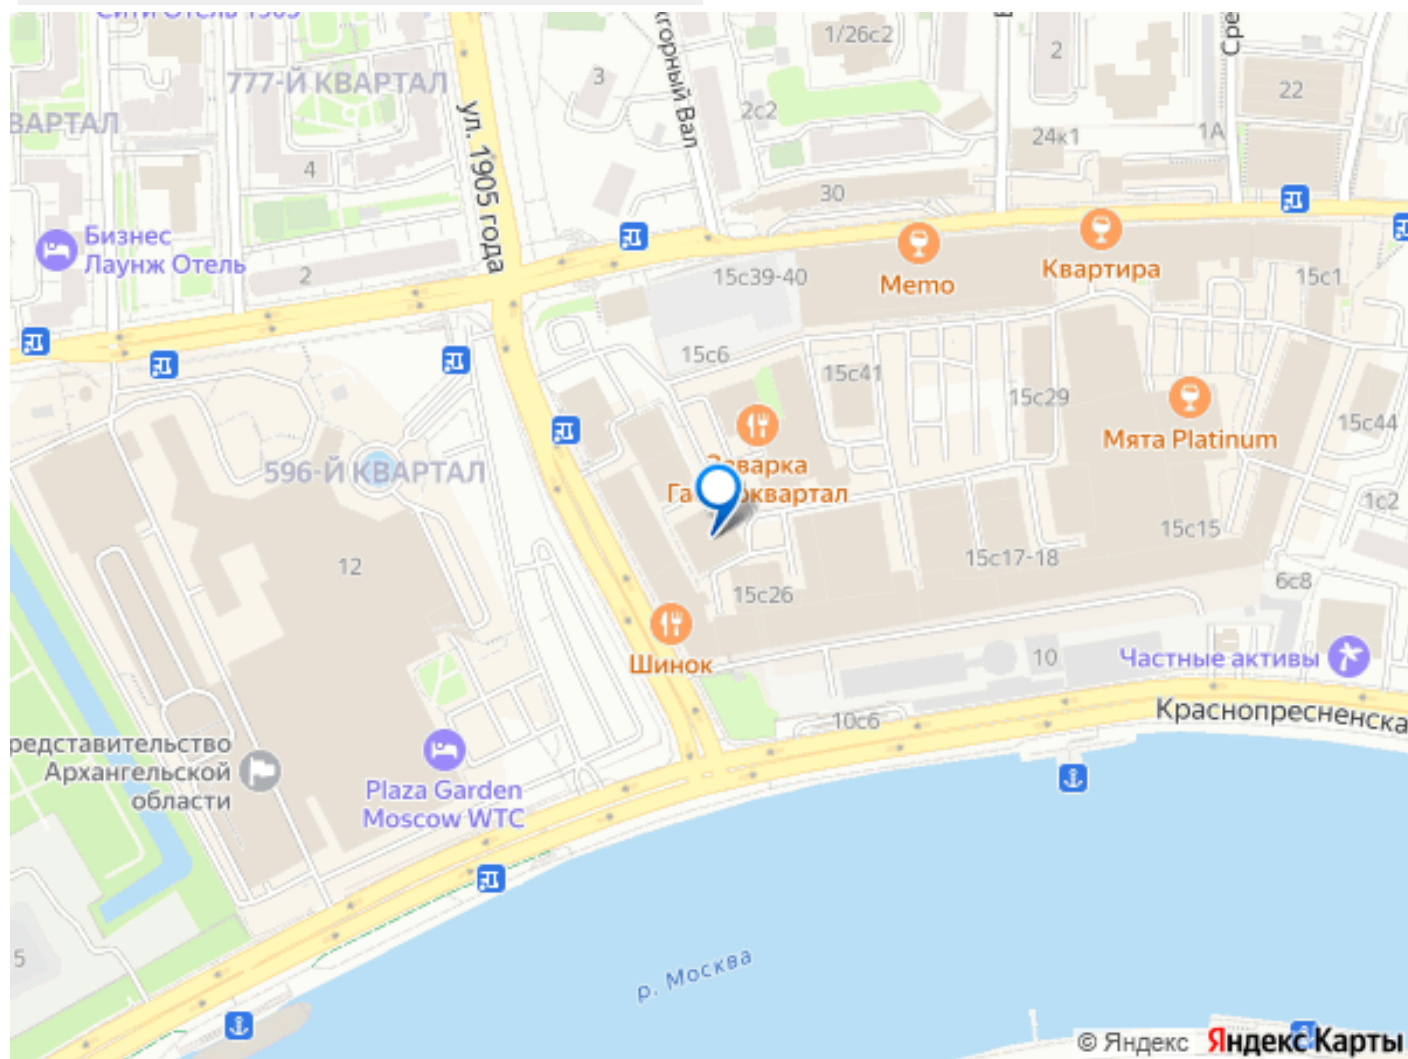 777-Й КВАРТАЛ
ВАРТАЛ
ул. 1905 года
1/26с2
2
22
3
2с2
24к1
1А
4
30
Бизнес
Лаунж Отель
2
15с39-40
Memo
Квартира
15с1
15с6
15с41
15с29
15с44
Мята Platinum
596-Й КВАРТАЛ
1с2
15с15
12
15с17-18
15с26
6с8
Шинок
10
Частные активы
10с6
Краснопресненска
редставительство
Архангельской
области
Plaza Garden
Moscow WTC
5
р. Москва
© Яндекс
Яндекс Карты